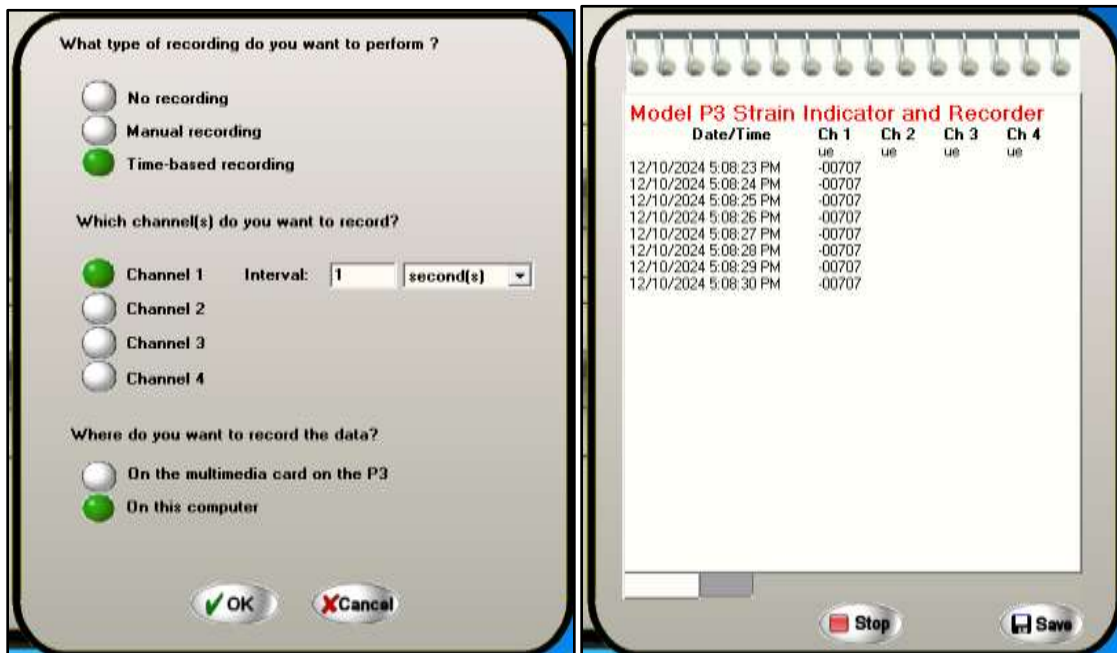 What type of recording do you want to perform ?
No recording
Manual recording
Time-based recording
Which channel(s) do you want to record?
Channel 1 Interval: 1 second(s)
Channel 2
Channel 3
Channel 4
Where do you want to record the data?
On the multimedia card on the P3
On this computer
OK Cancel
Model P3 Strain Indicator and Recorder
Date/Time Ch 1 Ch 2 Ch 3 Ch 4
ue ue ue ue
12/10/2024 5:08:23 PM -00707
12/10/2024 5:08:24 PM -00707
12/10/2024 5:08:25 PM -00707
12/10/2024 5:08:26 PM -00707
12/10/2024 5:08:27 PM -00707
12/10/2024 5:08:28 PM -00707
12/10/2024 5:08:29 PM -00707
12/10/2024 5:08:30 PM -00707
Stop Save